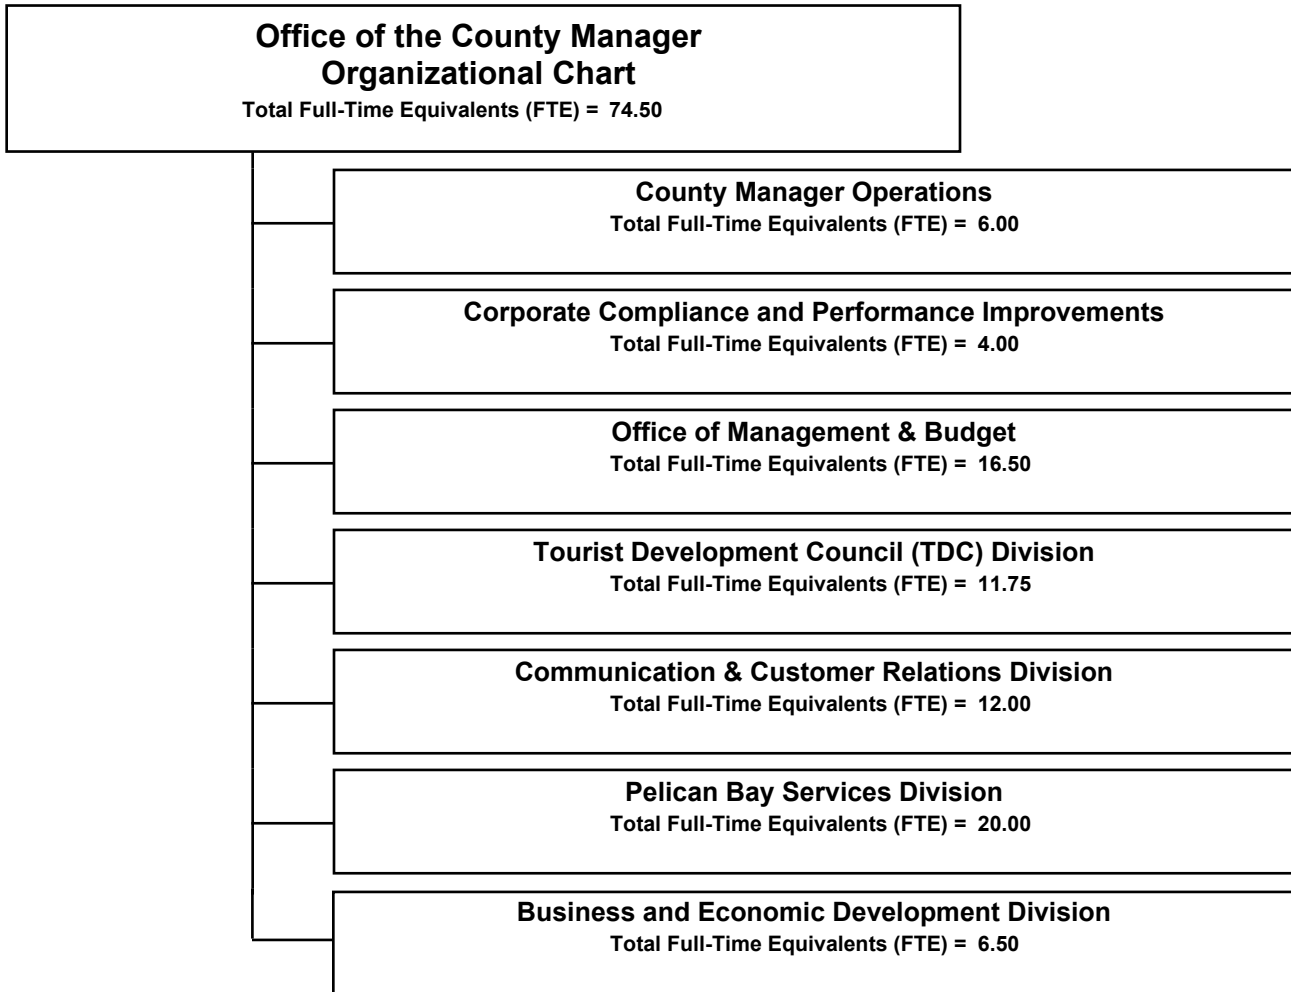 Office of the County Manager
Organizational Chart
Total Full-Time Equivalents (FTE) = 74.50
County Manager Operations
Total Full-Time Equivalents (FTE) = 6.00
Corporate Compliance and Performance Improvements
Total Full-Time Equivalents (FTE) = 4.00
Office of Management & Budget
Total Full-Time Equivalents (FTE) = 16.50
Tourist Development Council (TDC) Division
Total Full-Time Equivalents (FTE) = 11.75
Communication & Customer Relations Division
Total Full-Time Equivalents (FTE) = 12.00
Pelican Bay Services Division
Total Full-Time Equivalents (FTE) = 20.00
Business and Economic Development Division
Total Full-Time Equivalents (FTE) = 6.50